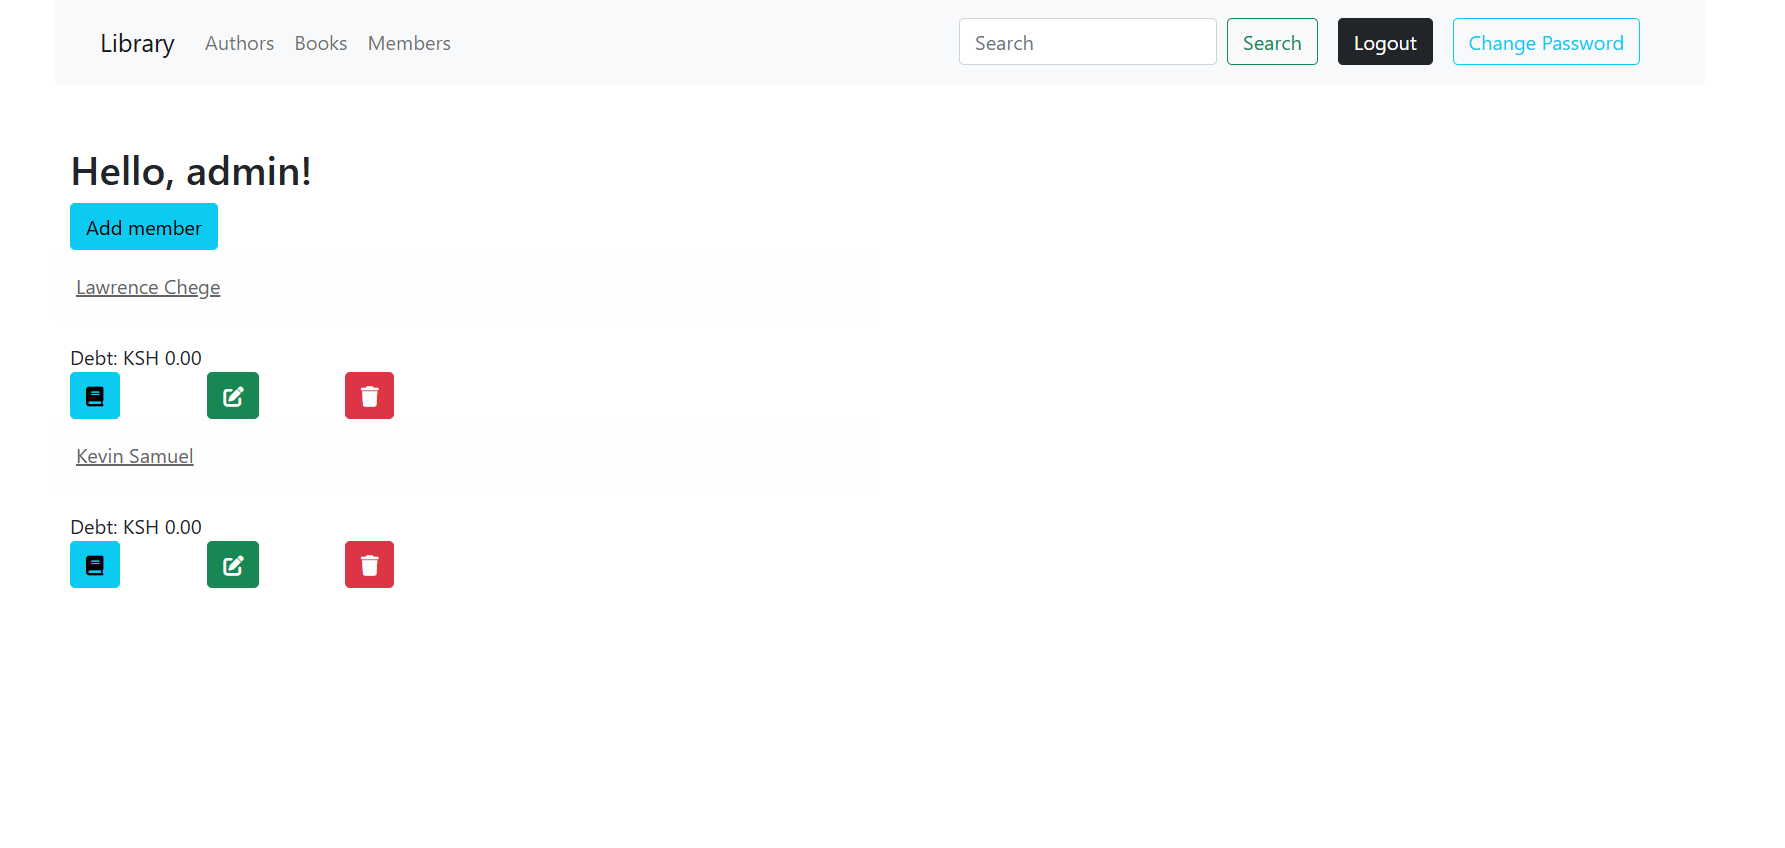 Library Authors Books Members Search Search Logout Change Password
Hello, admin!
Add member
Lawrence Chege
Debt: KSH 0.00
Kevin Samuel
Debt: KSH 0.00